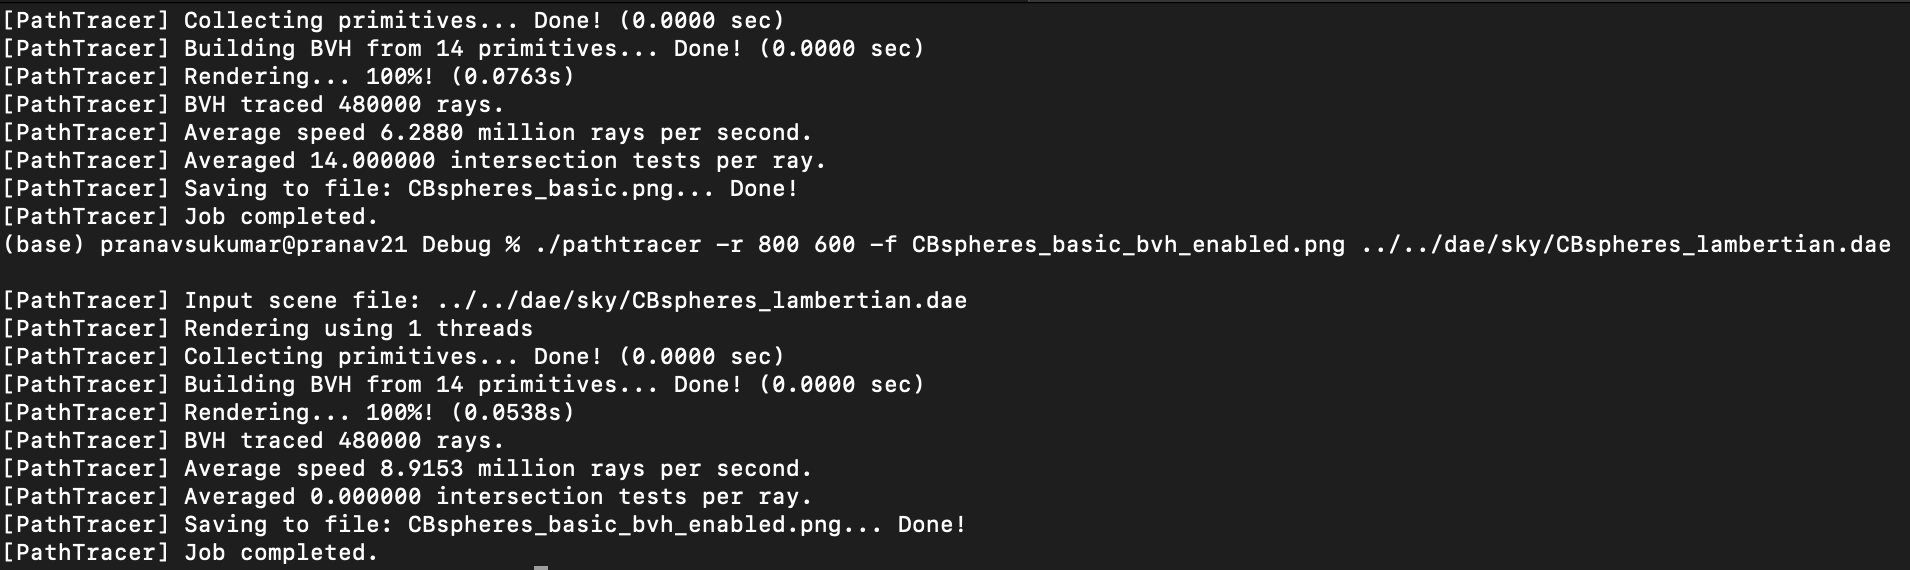 [PathTracer] Collecting primitives... Done! (0.0000 sec)
[PathTracer] Building BVH from 14 primitives... Done! (0.0000 sec)
[PathTracer] Rendering... 100%! (0.0763s)
[PathTracer] BVH traced 480000 rays.
[PathTracer] Average speed 6.2880 million rays per second.
[PathTracer] Averaged 14.000000 intersection tests per ray.
[PathTracer] Saving to file: CBspheres_basic.png... Done!
[PathTracer] Job completed.
(base) pranavsukumar@pranav21 Debug % ./pathtracer -r 800 600 -f CBspheres_basic_bvh_enabled.png ../../dae/sky/CBspheres_lambertian.dae
[PathTracer] Input scene file: ../../dae/sky/CBspheres_lambertian.dae
[PathTracer] Rendering using 1 threads
[PathTracer] Collecting primitives... Done! (0.0000 sec)
[PathTracer] Building BVH from 14 primitives... Done! (0.0000 sec)
[PathTracer] Rendering... 100%! (0.0538s)
[PathTracer] BVH traced 480000 rays.
[PathTracer] Average speed 8.9153 million rays per second.
[PathTracer] Averaged 0.000000 intersection tests per ray.
[PathTracer] Saving to file: CBspheres_basic_bvh_enabled.png... Done!
[PathTracer] Job completed.